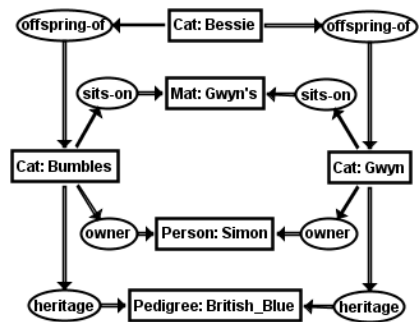 offspring-of
Cat: Bessie
offspring-of
sits-on
Mat: Gwyn's
sits-on
Cat: Bumbles
Cat: Gwyn
owner
Person: Simon
owner
heritage
Pedigree: British_Blue
heritage